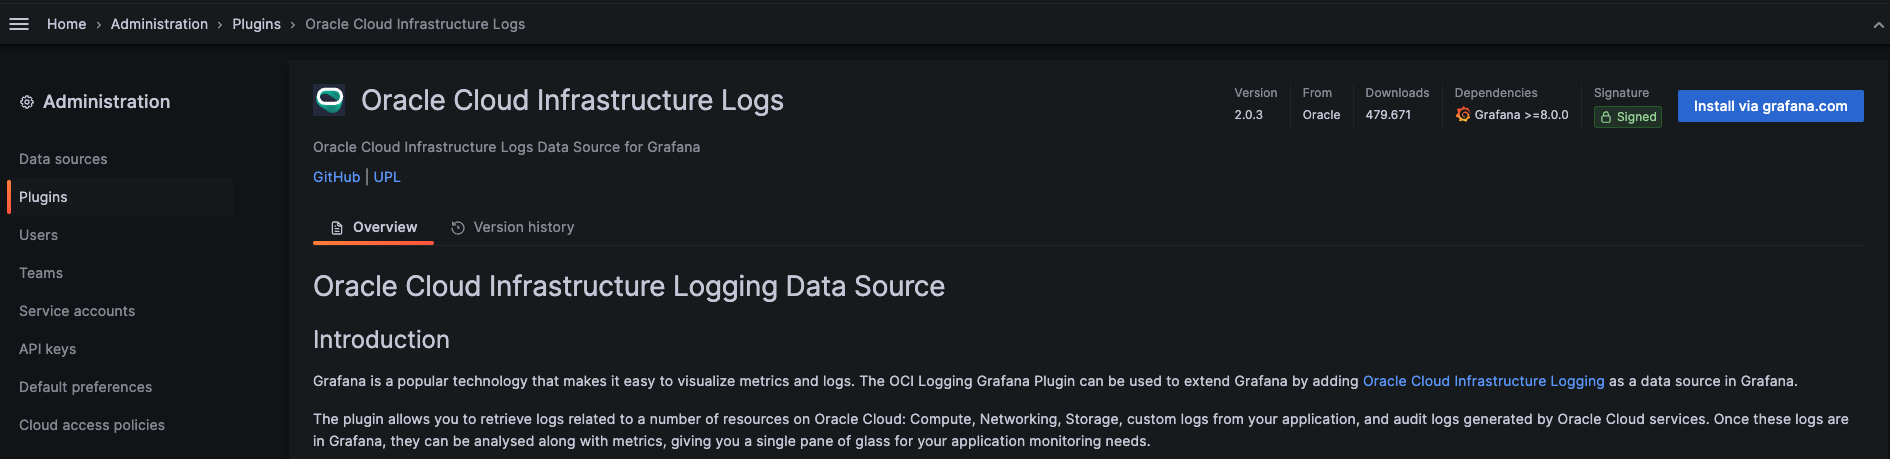 Home › Administration › Plugins › Oracle Cloud Infrastructure Logs
Administration
Data sources
Plugins
Users
Teams
Service accounts
API keys
Default preferences
Cloud access policies
Oracle Cloud Infrastructure Logs
Oracle Cloud Infrastructure Logs Data Source for Grafana
GitHub | UPL
Version
2.0.3
From
Oracle
Downloads
479.671
Dependencies
Grafana >=8.0.0
Signature
Signed
Install via grafana.com
Overview
Version history
Oracle Cloud Infrastructure Logging Data Source
Introduction
Grafana is a popular technology that makes it easy to visualize metrics and logs. The OCI Logging Grafana Plugin can be used to extend Grafana by adding Oracle Cloud Infrastructure Logging as a data source in Grafana.
The plugin allows you to retrieve logs related to a number of resources on Oracle Cloud: Compute, Networking, Storage, custom logs from your application, and audit logs generated by Oracle Cloud services. Once these logs are
in Grafana, they can be analysed along with metrics, giving you a single pane of glass for your application monitoring needs.